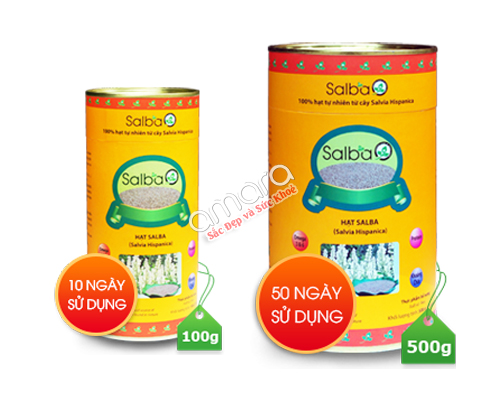 Salba
100% hạt tự nhiên từ cây Salvia Hispanica
Salba
HẠT SALBA
(Salvia Hispanica)
10 NGÀY
SỬ DỤNG
100g
Salba
100% hạt tự nhiên từ cây Salvia Hispanica
Salba
HẠT SALBA
(Salvia Hispanica)
50 NGÀY
SỬ DỤNG
500g
amara
Sắc Đẹp và Sức Khoẻ